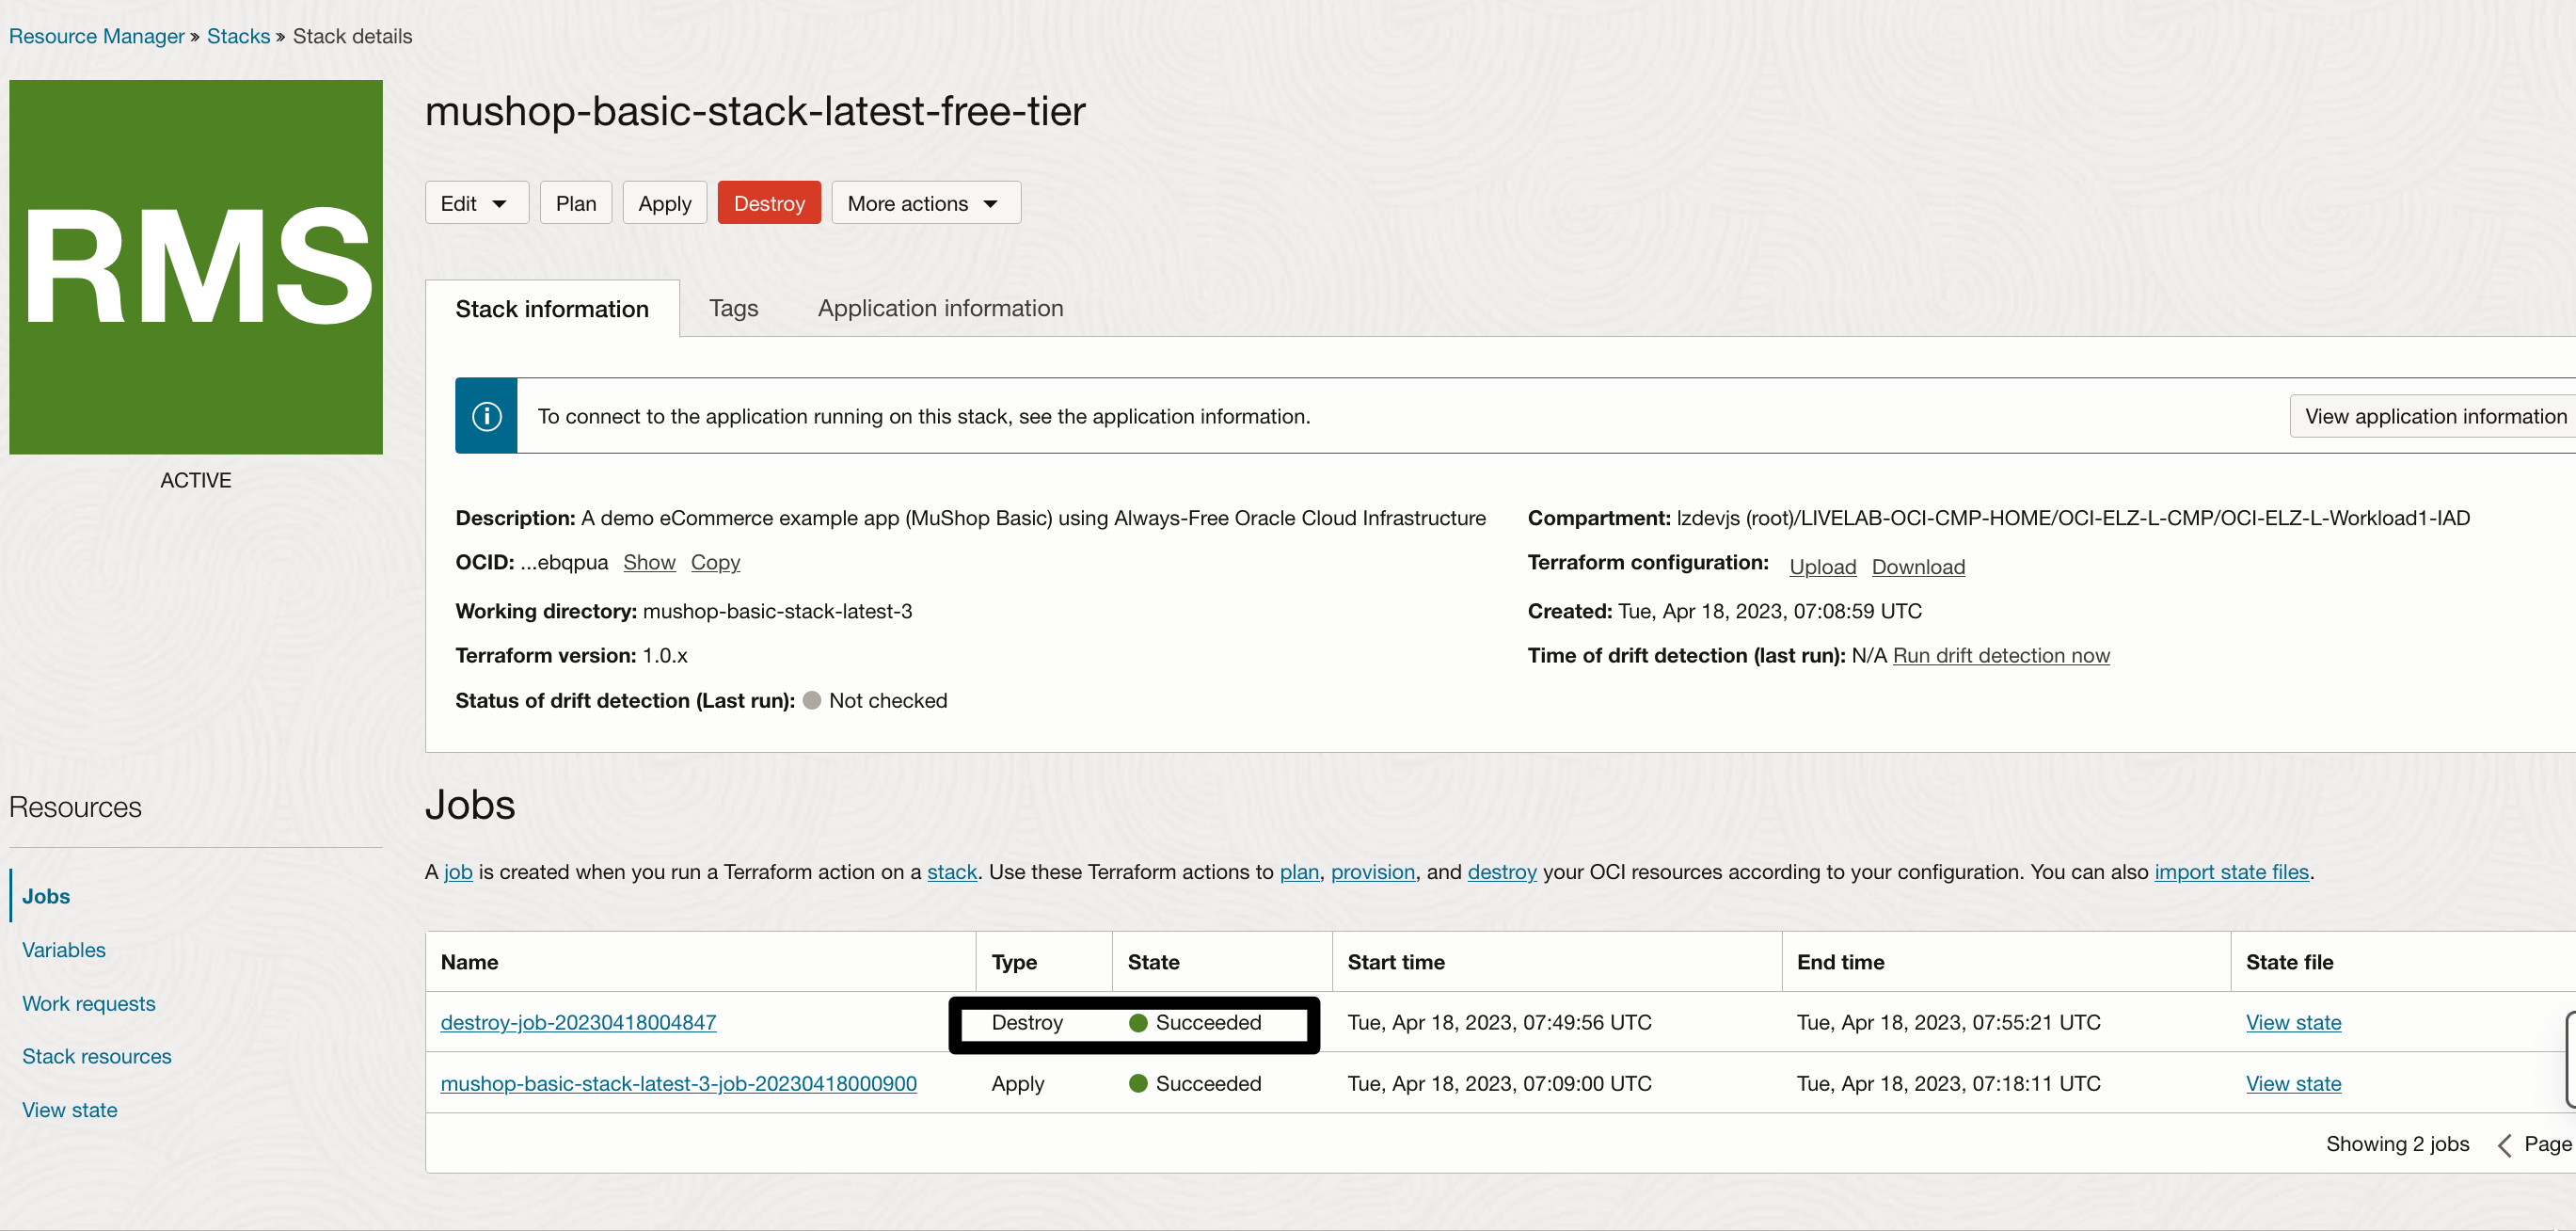 Resource Manager » Stacks » Stack details
RMS
ACTIVE
mushop-basic-stack-latest-free-tier
Edit Plan Apply Destroy More actions
Stack information Tags Application information
To connect to the application running on this stack, see the application information. View application information
Description: A demo eCommerce example app (MuShop Basic) using Always-Free Oracle Cloud Infrastructure
OCID: ...ebqpua Show Copy
Working directory: mushop-basic-stack-latest-3
Terraform version: 1.0.x
Status of drift detection (Last run): Not checked
Compartment: lzdevjs (root)/LIVELAB-OCI-CMP-HOME/OCI-ELZ-L-CMP/OCI-ELZ-L-Workload1-IAD
Terraform configuration: Upload Download
Created: Tue, Apr 18, 2023, 07:08:59 UTC
Time of drift detection (last run): N/A Run drift detection now
Resources
Jobs
Variables
Work requests
Stack resources
View state
Jobs
A job is created when you run a Terraform action on a stack. Use these Terraform actions to plan, provision, and destroy your OCI resources according to your configuration. You can also import state files.
Name Type State Start time End time State file
destroy-job-20230418004847 Destroy Succeeded Tue, Apr 18, 2023, 07:49:56 UTC Tue, Apr 18, 2023, 07:55:21 UTC View state
mushop-basic-stack-latest-3-job-20230418000900 Apply Succeeded Tue, Apr 18, 2023, 07:09:00 UTC Tue, Apr 18, 2023, 07:18:11 UTC View state
Showing 2 jobs Page